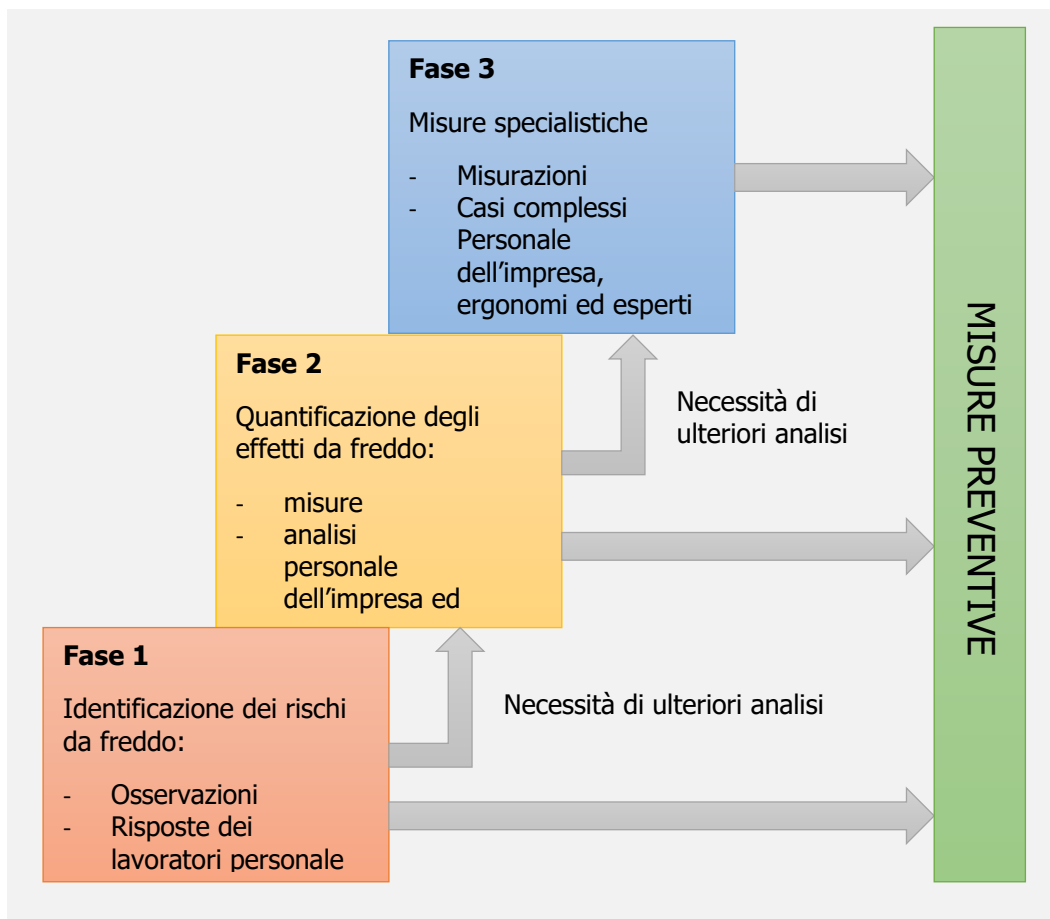 Fase 3
Misure specialistiche
- Misurazioni
- Casi complessi
Personale
dell’impresa,
ergonomi ed esperti
Fase 2
Quantificazione degli
effetti da freddo:
- misure
- analisi
personale
dell’impresa ed
Necessità di
ulteriori analisi
Fase 1
Identificazione dei rischi
da freddo:
- Osservazioni
- Risposte dei
lavoratori personale
Necessità di ulteriori analisi
MISURE PREVENTIVE